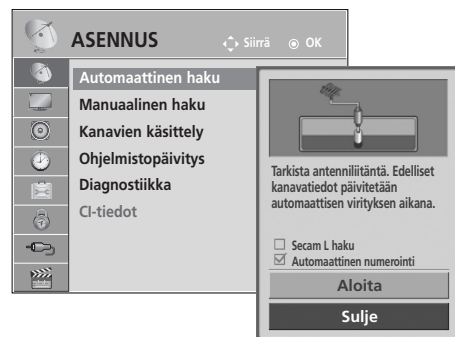 ASENNUS
Siirrä
OK
Automaattinen haku
Manuaalinen haku
Kanavien käsittely
Ohjelmistopäivitys
Diagnostiikka
CI-tiedot
Tarkista antenniliitäntä. Edelliset
kanavatiedot päivitetään
automaattisen virityksen aikana.
Secam L haku
Automaattinen numerointi
Aloita
Sulje